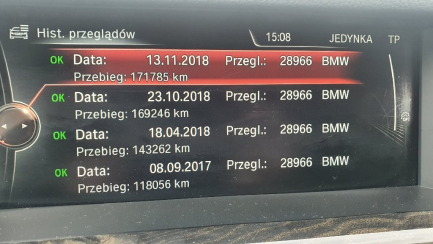 Hist. przeglądów 15:08 JEDYNKA TP
OK Data: 13.11.2018 Przegl.: 28966 BMW
Przebieg: 171785 km
OK Data: 23.10.2018 Przegl.: 28966 BMW
Przebieg: 169246 km
OK Data: 18.04.2018 Przegl.: 28966 BMW
Przebieg: 143262 km
OK Data: 08.09.2017 Przegl.: 28966 BMW
Przebieg: 118056 km